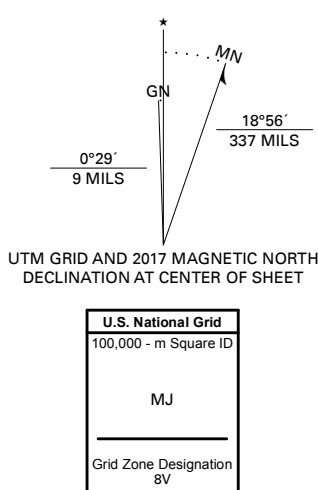 ★
MN
GN
18°56´
337 MILS
0°29´
9 MILS
UTM GRID AND 2017 MAGNETIC NORTH
DECLINATION AT CENTER OF SHEET
U.S. National Grid
100,000 - m Square ID
MJ
Grid Zone Designation
8V